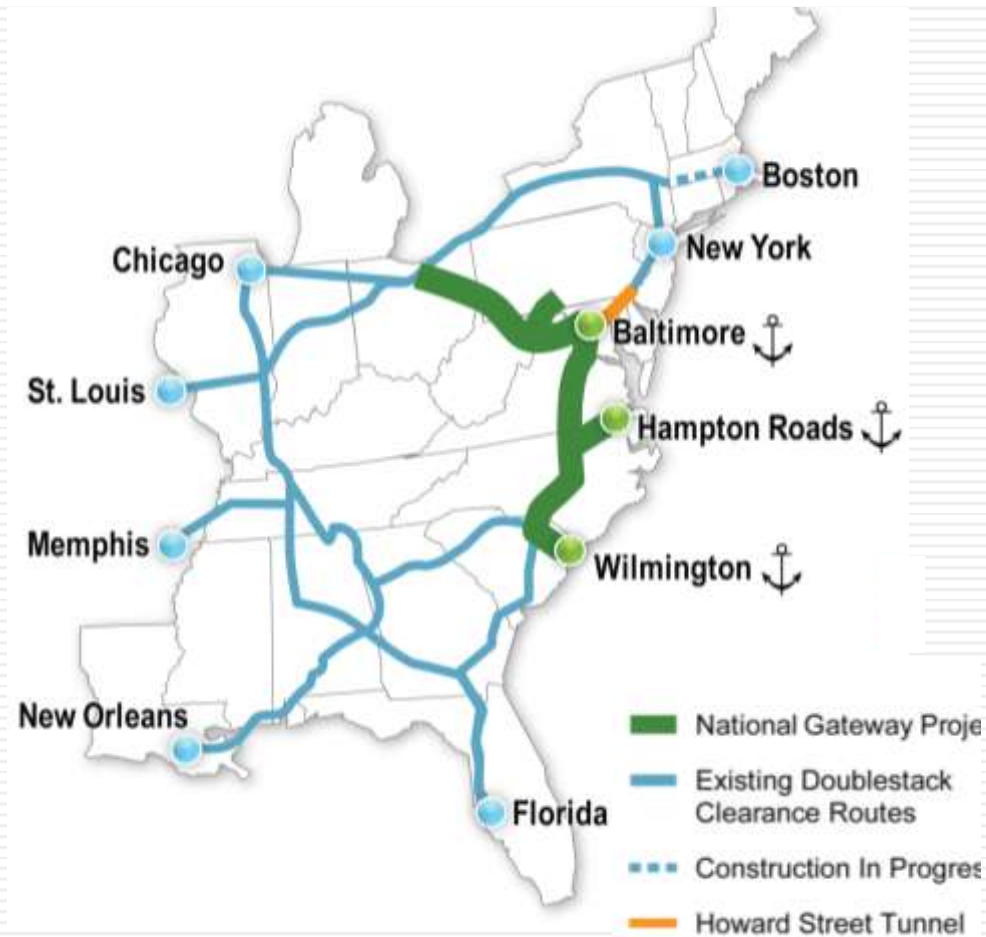 Boston
New York
Chicago
Baltimore
St. Louis
Hampton Roads
Memphis
Wilmington
New Orleans
Florida
National Gateway Proje
Existing Doublestack
Clearance Routes
Construction In Progres
Howard Street Tunnel